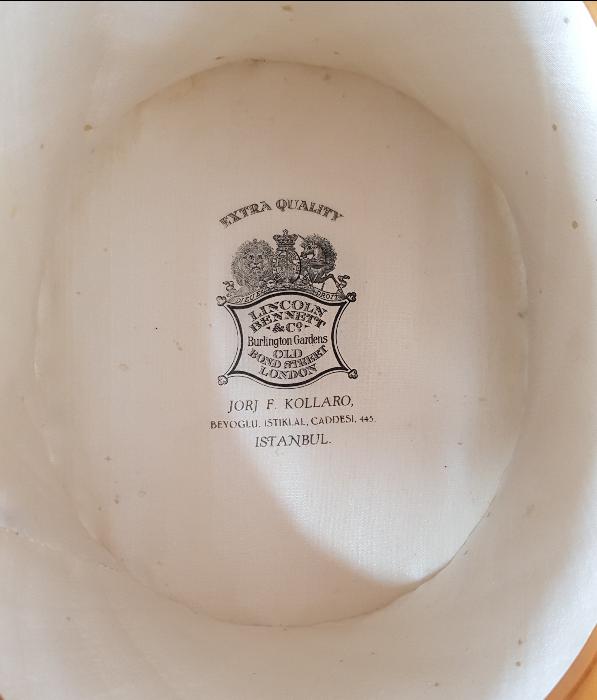 EXTRA QUALITY
LINCOLN
BENNETT
& Co.
Burlington Gardens
OLD
BOND STREET
LONDON
JORJ F. KOLLARO,
BEYOGLU. ISTIKLAL, CADDESI, 445.
ISTANBUL.